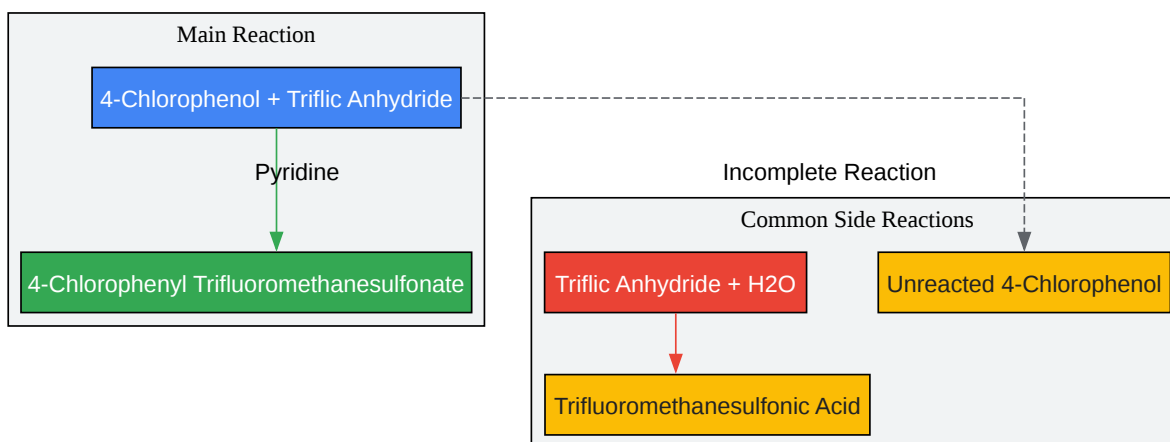 Main Reaction
4-Chlorophenol + Triflic Anhydride
Pyridine
4-Chlorophenyl Trifluoromethanesulfonate
Incomplete Reaction
Common Side Reactions
Triflic Anhydride + H2O
Unreacted 4-Chlorophenol
Trifluoromethanesulfonic Acid